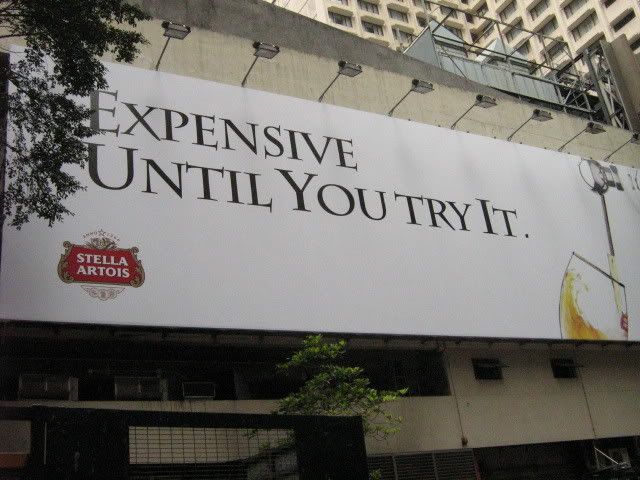 EXPENSIVE
UNTIL YOU TRY IT.
STELLA
ARTOIS